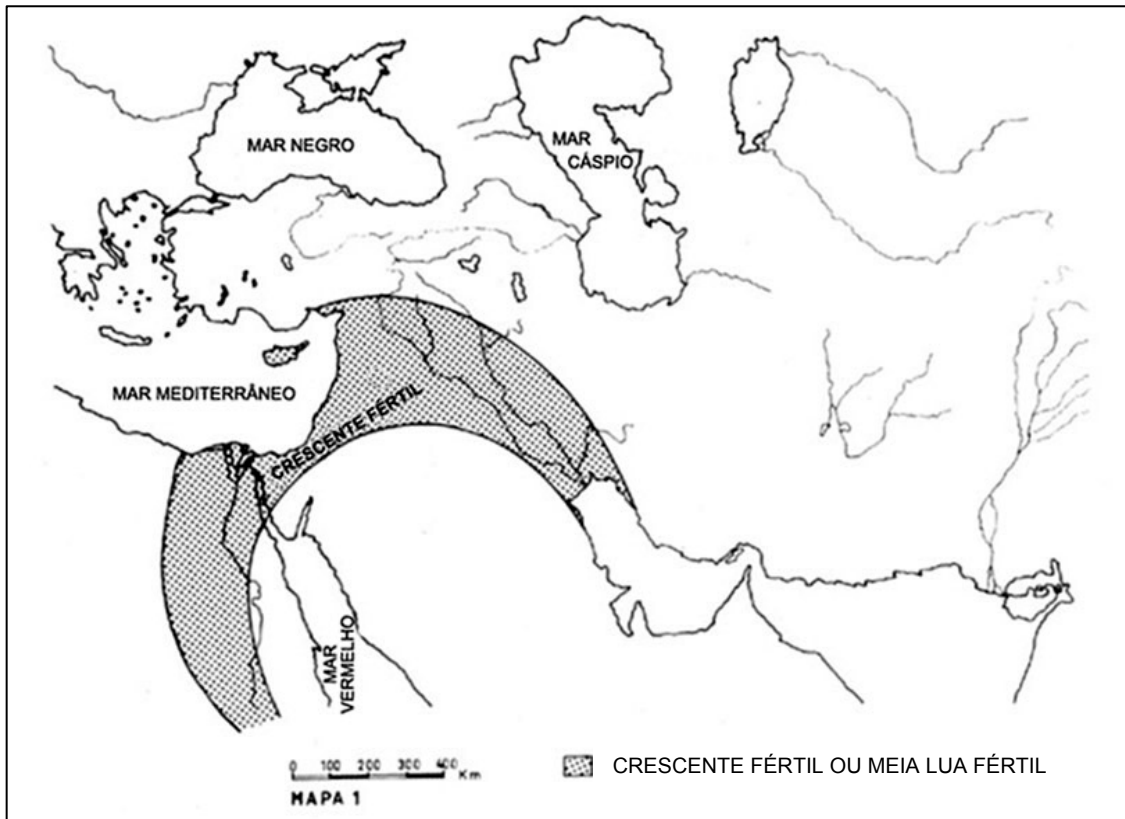 MAR NEGRO
MAR
CÁSPIO
MAR MEDITERRÂNEO
CRESCENTE FÉRTIL
MAR
VERMELHO
0 100 200 300 400 Km
MAPA 1
CRESCENTE FÉRTIL OU MEIA LUA FÉRTIL